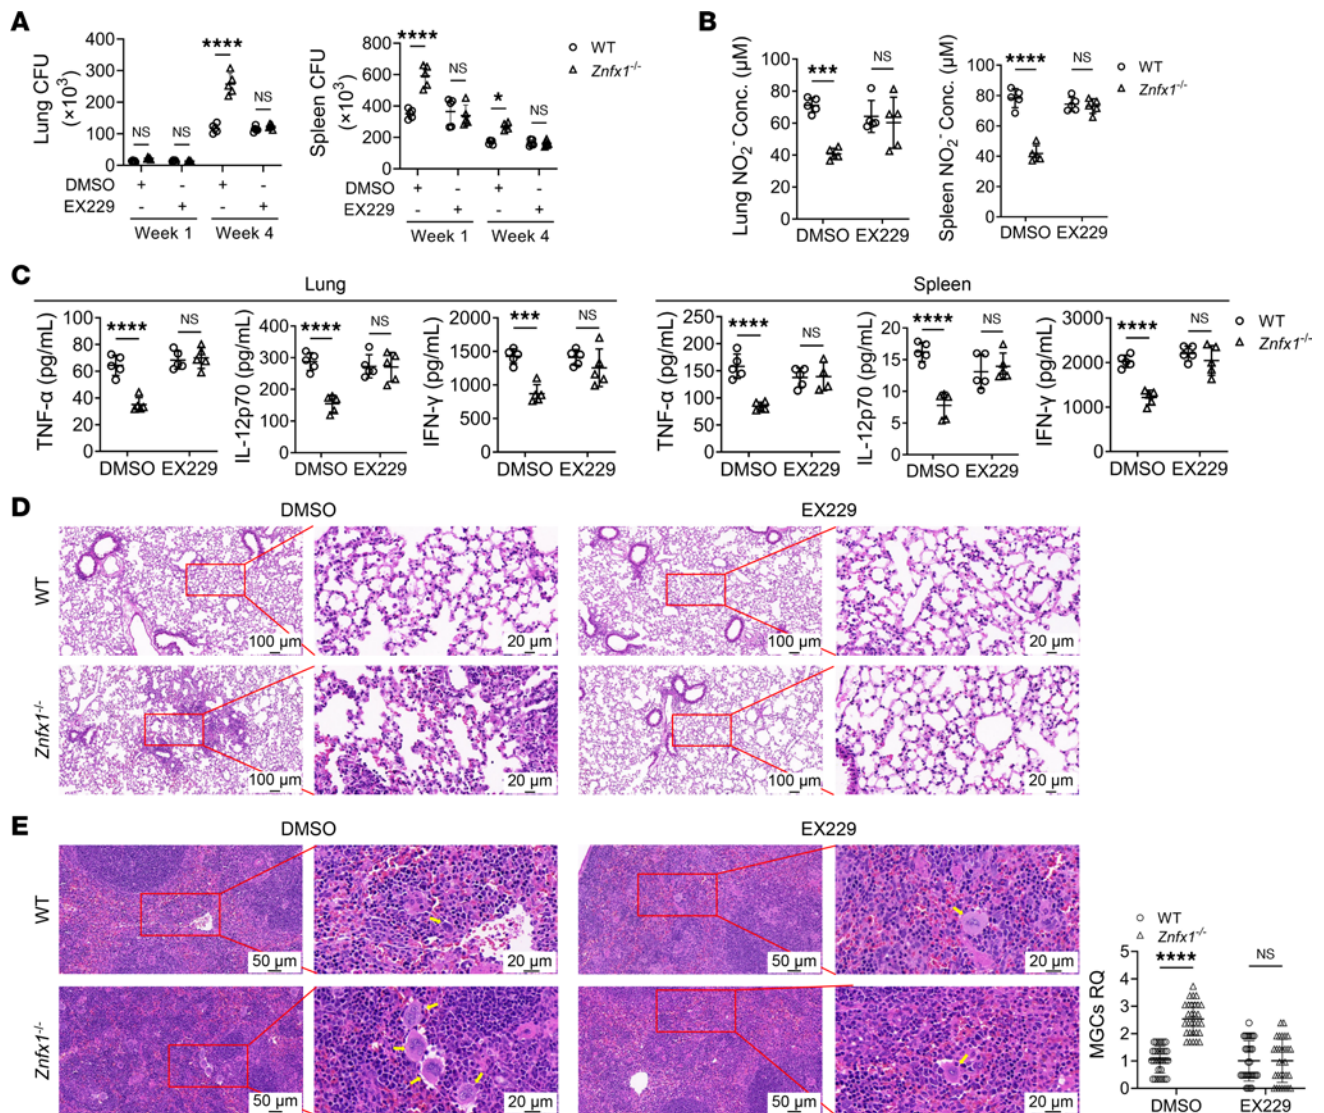 A
Lung CFU
(×10³)
400
300
200
100
0
NS
NS
****
NS
DMSO + - + -
EX229 - + - +
Week 1 Week 4
Spleen CFU
(×10³)
800
600
400
200
0
****
NS
*
NS
DMSO + - + -
EX229 - + - +
Week 1 Week 4
WT
Znfx1⁻/⁻
B
Lung NO₂⁻ Conc. (µM)
100
80
60
40
20
0
***
NS
DMSO EX229
Spleen NO₂⁻ Conc. (µM)
100
80
60
40
20
0
****
NS
DMSO EX229
WT
Znfx1⁻/⁻
C
Lung
TNF-α (pg/mL)
100
80
60
40
20
0
****
NS
DMSO EX229
IL-12p70 (pg/mL)
400
300
200
100
0
****
NS
DMSO EX229
IFN-γ (pg/mL)
2000
1500
1000
500
0
***
NS
DMSO EX229
Spleen
TNF-α (pg/mL)
250
200
150
100
50
0
****
NS
DMSO EX229
IL-12p70 (pg/mL)
20
15
10
5
0
****
NS
DMSO EX229
IFN-γ (pg/mL)
3000
2000
1000
0
****
NS
DMSO EX229
WT
Znfx1⁻/⁻
D
DMSO EX229
WT
100 µm 20 µm 100 µm 20 µm
Znfx1⁻/⁻
100 µm 20 µm 100 µm 20 µm
E
DMSO EX229
WT
50 µm 20 µm 50 µm 20 µm
Znfx1⁻/⁻
50 µm 20 µm 50 µm 20 µm
WT
Znfx1⁻/⁻
MGCs RQ
5
4
3
2
1
0
****
NS
DMSO EX229